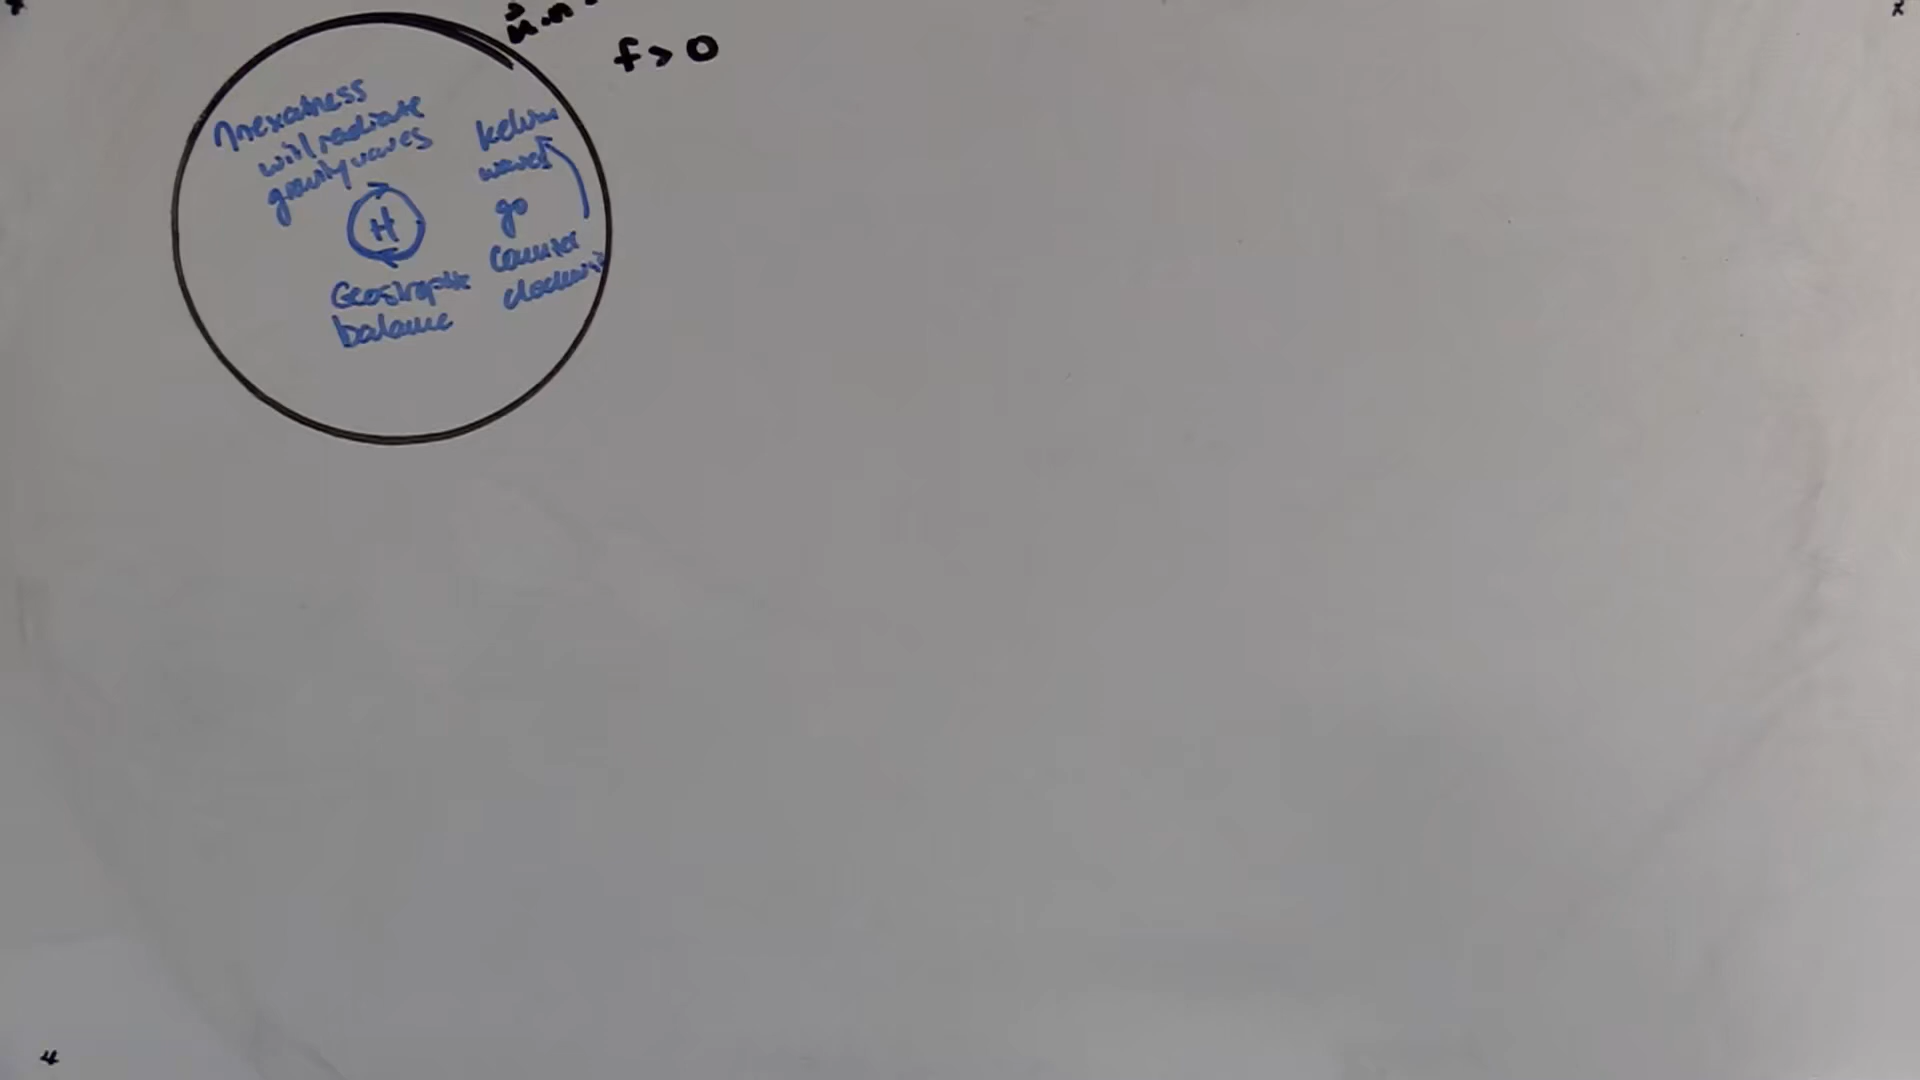 f > 0
Inexactness
will radiate
gravity waves
H
Geostrophic
balance
Kelvin
waves
go
counter
clockwise
4